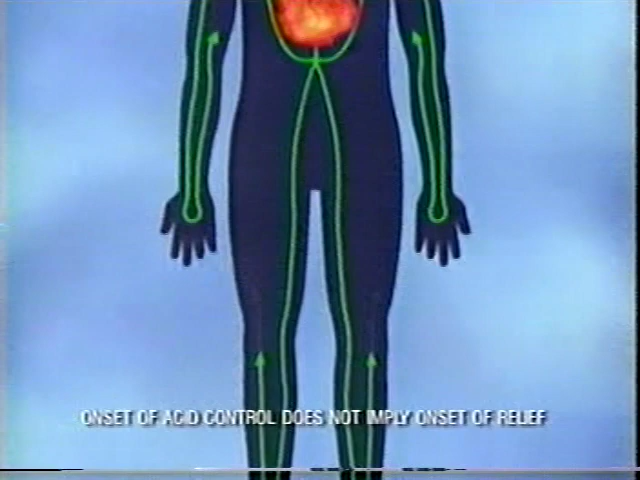 ONSET OF ACID CONTROL DOES NOT IMPLY ONSET OF RELIEF